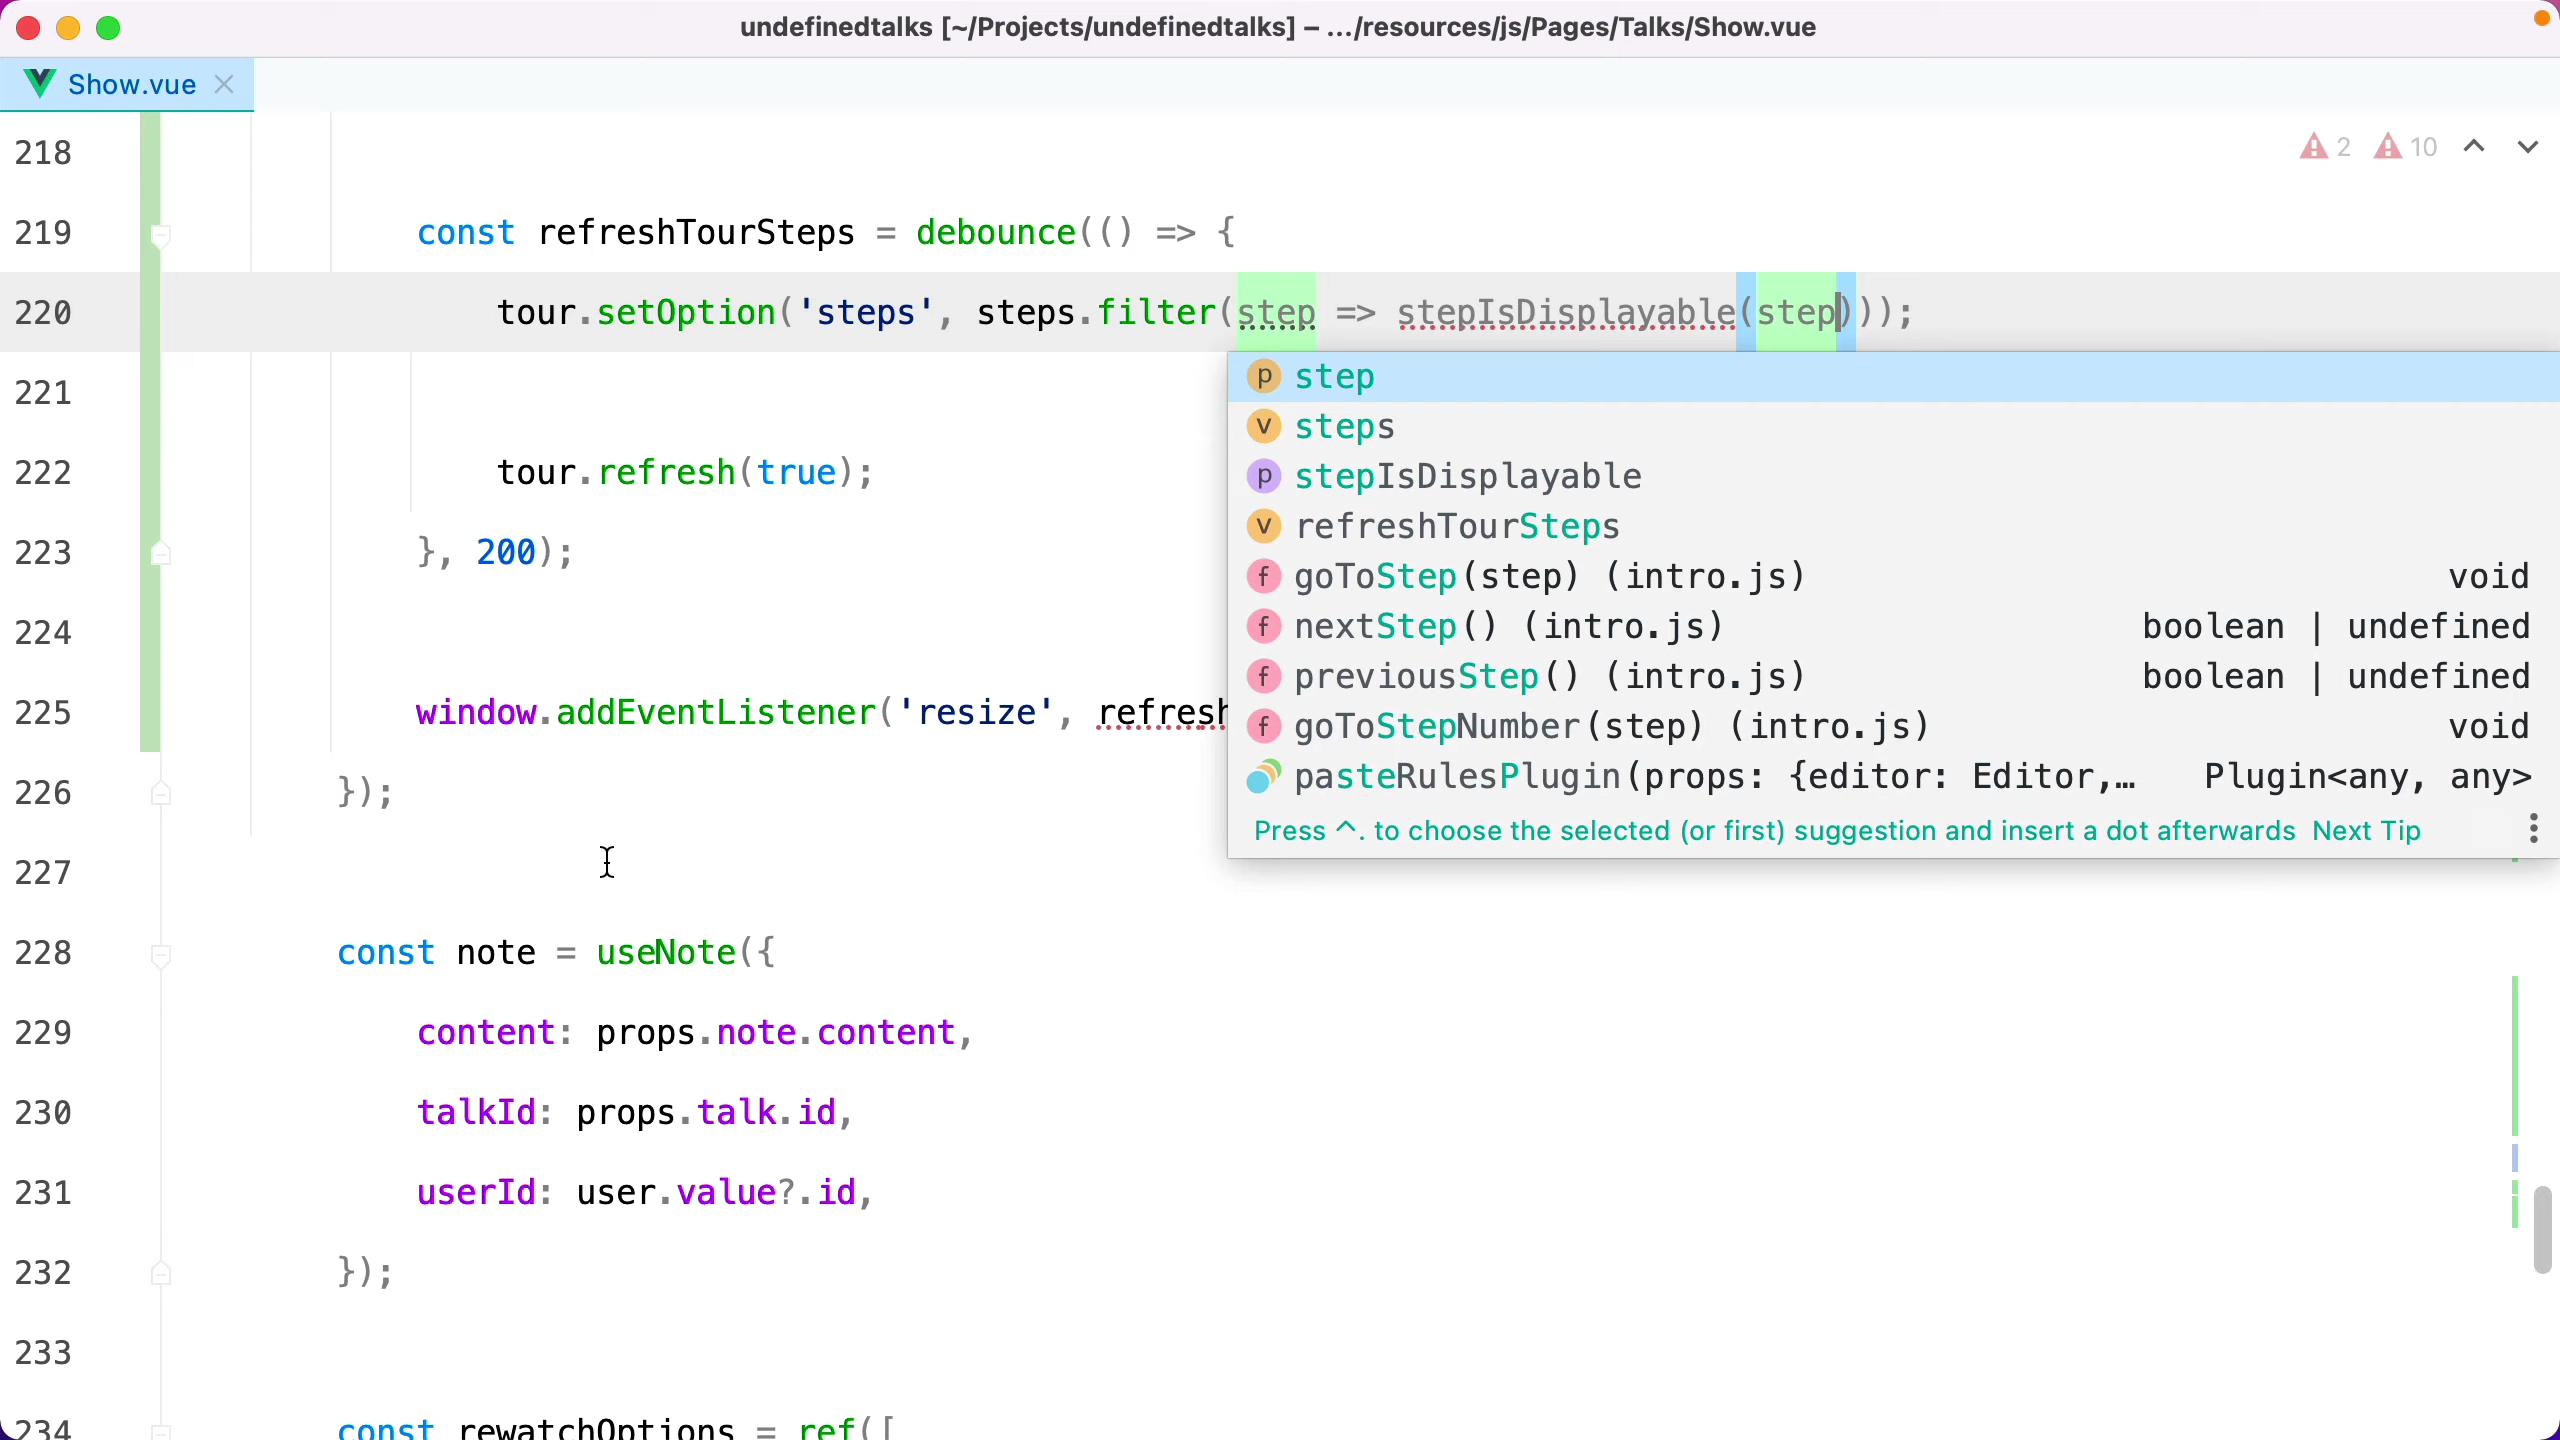 undefinedtalks [~/Projects/undefinedtalks] – .../resources/js/Pages/Talks/Show.vue
Show.vue
2 10
218
219 const refreshTourSteps = debounce(() => {
220 tour.setOption('steps', steps.filter(step => stepIsDisplayable(step)));
221
222 tour.refresh(true);
223 }, 200);
224
225 window.addEventListener('resize', refresh
226 });
227
228 const note = useNote({
229 content: props.note.content,
230 talkId: props.talk.id,
231 userId: user.value?.id,
232 });
233
234 const rewatchOptions = ref([
p step
v steps
p stepIsDisplayable
v refreshTourSteps
f goToStep(step) (intro.js) void
f nextStep() (intro.js) boolean | undefined
f previousStep() (intro.js) boolean | undefined
f goToStepNumber(step) (intro.js) void
pasteRulesPlugin(props: {editor: Editor,… Plugin<any, any>
Press ^. to choose the selected (or first) suggestion and insert a dot afterwards Next Tip